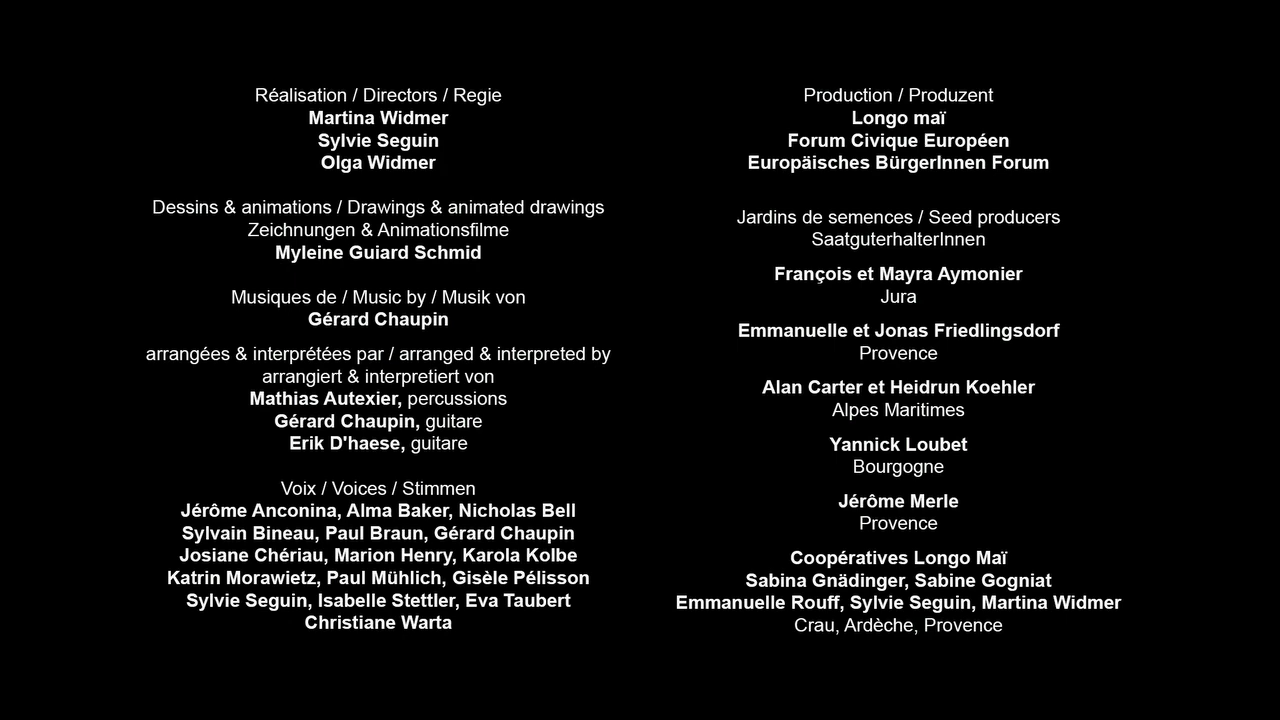 Réalisation / Directors / Regie
Martina Widmer
Sylvie Seguin
Olga Widmer
Dessins & animations / Drawings & animated drawings
Zeichnungen & Animationsfilme
Myleine Guiard Schmid
Musiques de / Music by / Musik von
Gérard Chaupin
arrangées & interprétées par / arranged & interpreted by
arrangiert & interpretiert von
Mathias Autexier, percussions
Gérard Chaupin, guitare
Erik D'haese, guitare
Voix / Voices / Stimmen
Jérôme Anconina, Alma Baker, Nicholas Bell
Sylvain Bineau, Paul Braun, Gérard Chaupin
Josiane Chériau, Marion Henry, Karola Kolbe
Katrin Morawietz, Paul Mühlich, Gisèle Pélisson
Sylvie Seguin, Isabelle Stettler, Eva Taubert
Christiane Warta
Production / Produzent
Longo maï
Forum Civique Européen
Europäisches BürgerInnen Forum
Jardins de semences / Seed producers
SaatguterhalterInnen
François et Mayra Aymonier
Jura
Emmanuelle et Jonas Friedlingsdorf
Provence
Alan Carter et Heidrun Koehler
Alpes Maritimes
Yannick Loubet
Bourgogne
Jérôme Merle
Provence
Coopératives Longo Maï
Sabina Gnädinger, Sabine Gogniat
Emmanuelle Rouff, Sylvie Seguin, Martina Widmer
Crau, Ardèche, Provence